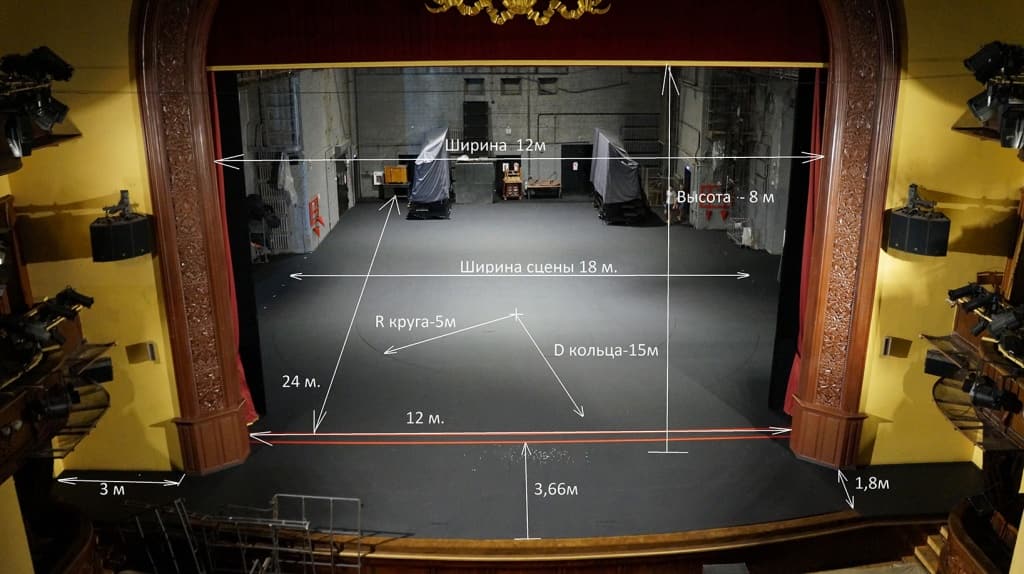 Ширина 12м
Высота - 8 м
Ширина сцены 18 м.
R круга-5м
D кольца-15м
24 м.
12 м.
3 м
3,66м
1,8м